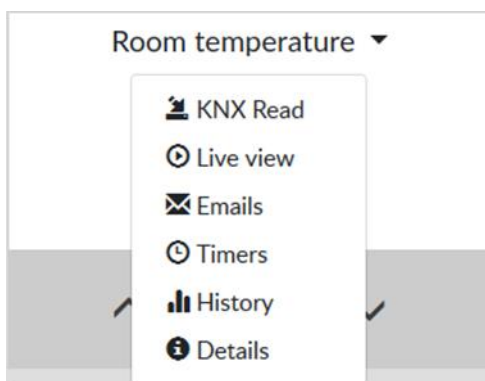 Room temperature
KNX Read
Live view
Emails
Timers
History
Details